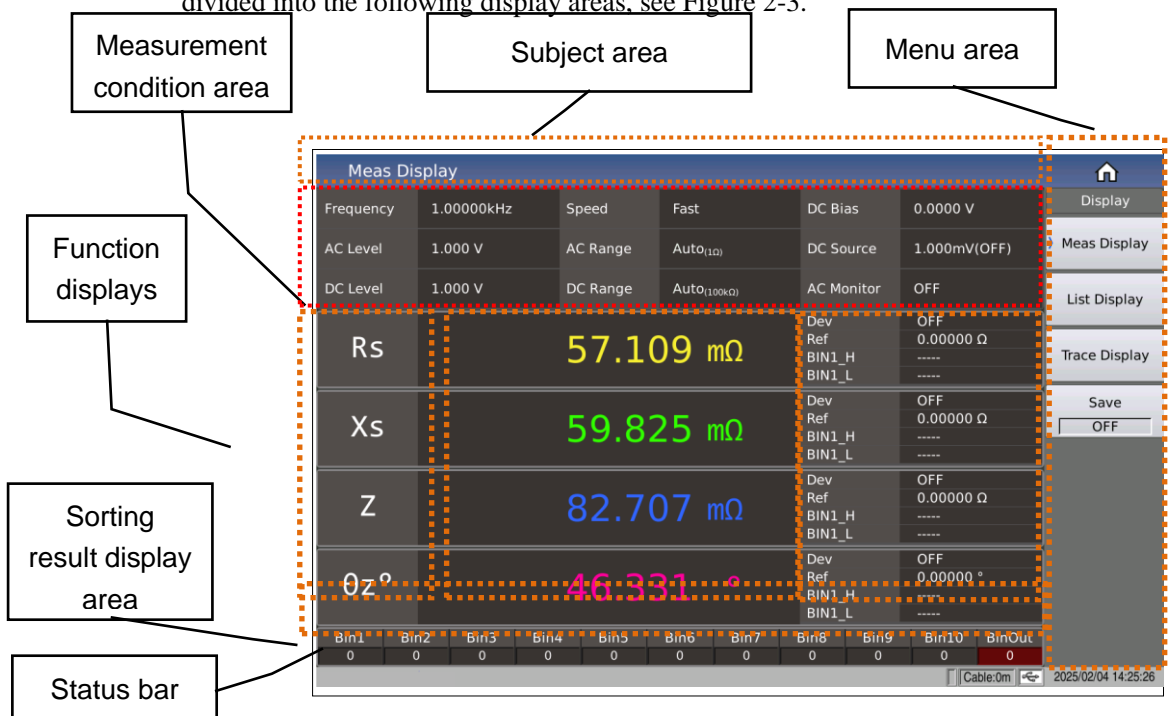 divided into the following display areas, see Figure 2-3.
Measurement
condition area
Subject area
Menu area
Function
displays
Sorting
result display
area
Status bar
Meas Display
Frequency 1.00000kHz Speed Fast DC Bias 0.0000 V
AC Level 1.000 V AC Range Auto(1Ω) DC Source 1.000mV(OFF)
DC Level 1.000 V DC Range Auto(100kΩ) AC Monitor OFF
Rs 57.109 mΩ
Dev OFF
Ref 0.00000 Ω
BIN1_H -----
BIN1_L -----
Xs 59.825 mΩ
Dev OFF
Ref 0.00000 Ω
BIN1_H -----
BIN1_L -----
Z 82.707 mΩ
Dev OFF
Ref 0.00000 Ω
BIN1_H -----
BIN1_L -----
θz° 46.331 °
Dev OFF
Ref 0.00000 °
BIN1_H -----
BIN1_L -----
Bin1 Bin2 Bin3 Bin4 Bin5 Bin6 Bin7 Bin8 Bin9 Bin10 BinOut
0 0 0 0 0 0 0 0 0 0 0
Cable:0m 2025/02/04 14:25:26
Display
Meas Display
List Display
Trace Display
Save
OFF